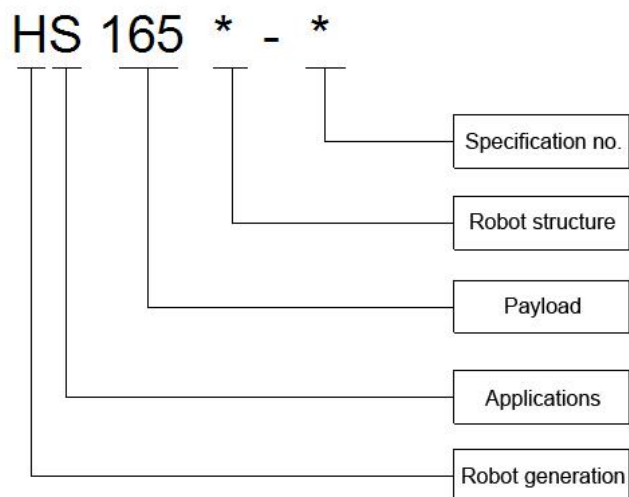 HS 165 * - *
Specification no.
Robot structure
Payload
Applications
Robot generation